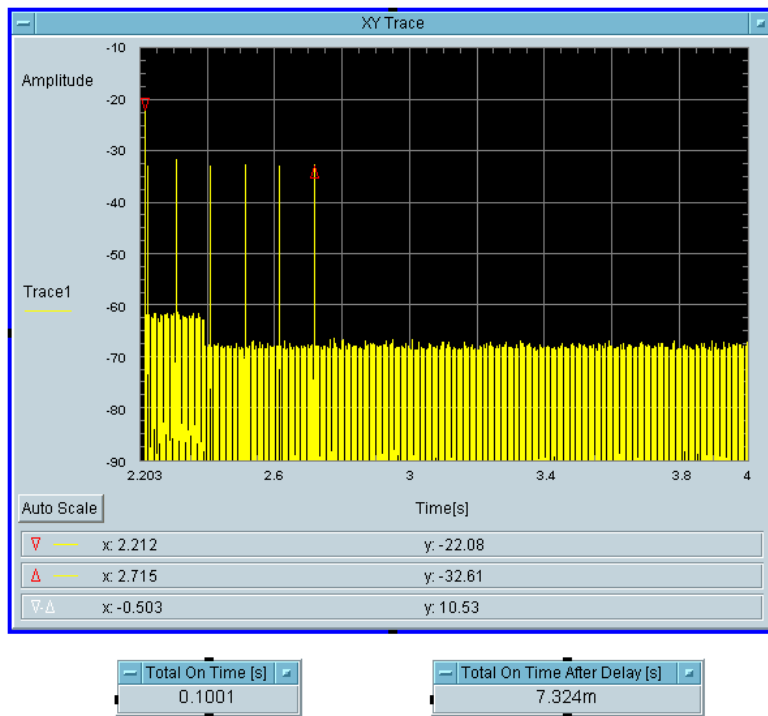 XY Trace
Amplitude
-10
-20
-30
-40
-50
Trace1
-60
-70
-80
-90
2.203 2.6 3 3.4 3.8 4
Auto Scale Time[s]
x: 2.212 y: -22.08
x: 2.715 y: -32.61
x: -0.503 y: 10.53
Total On Time [s] Total On Time After Delay [s]
0.1001 7.324m